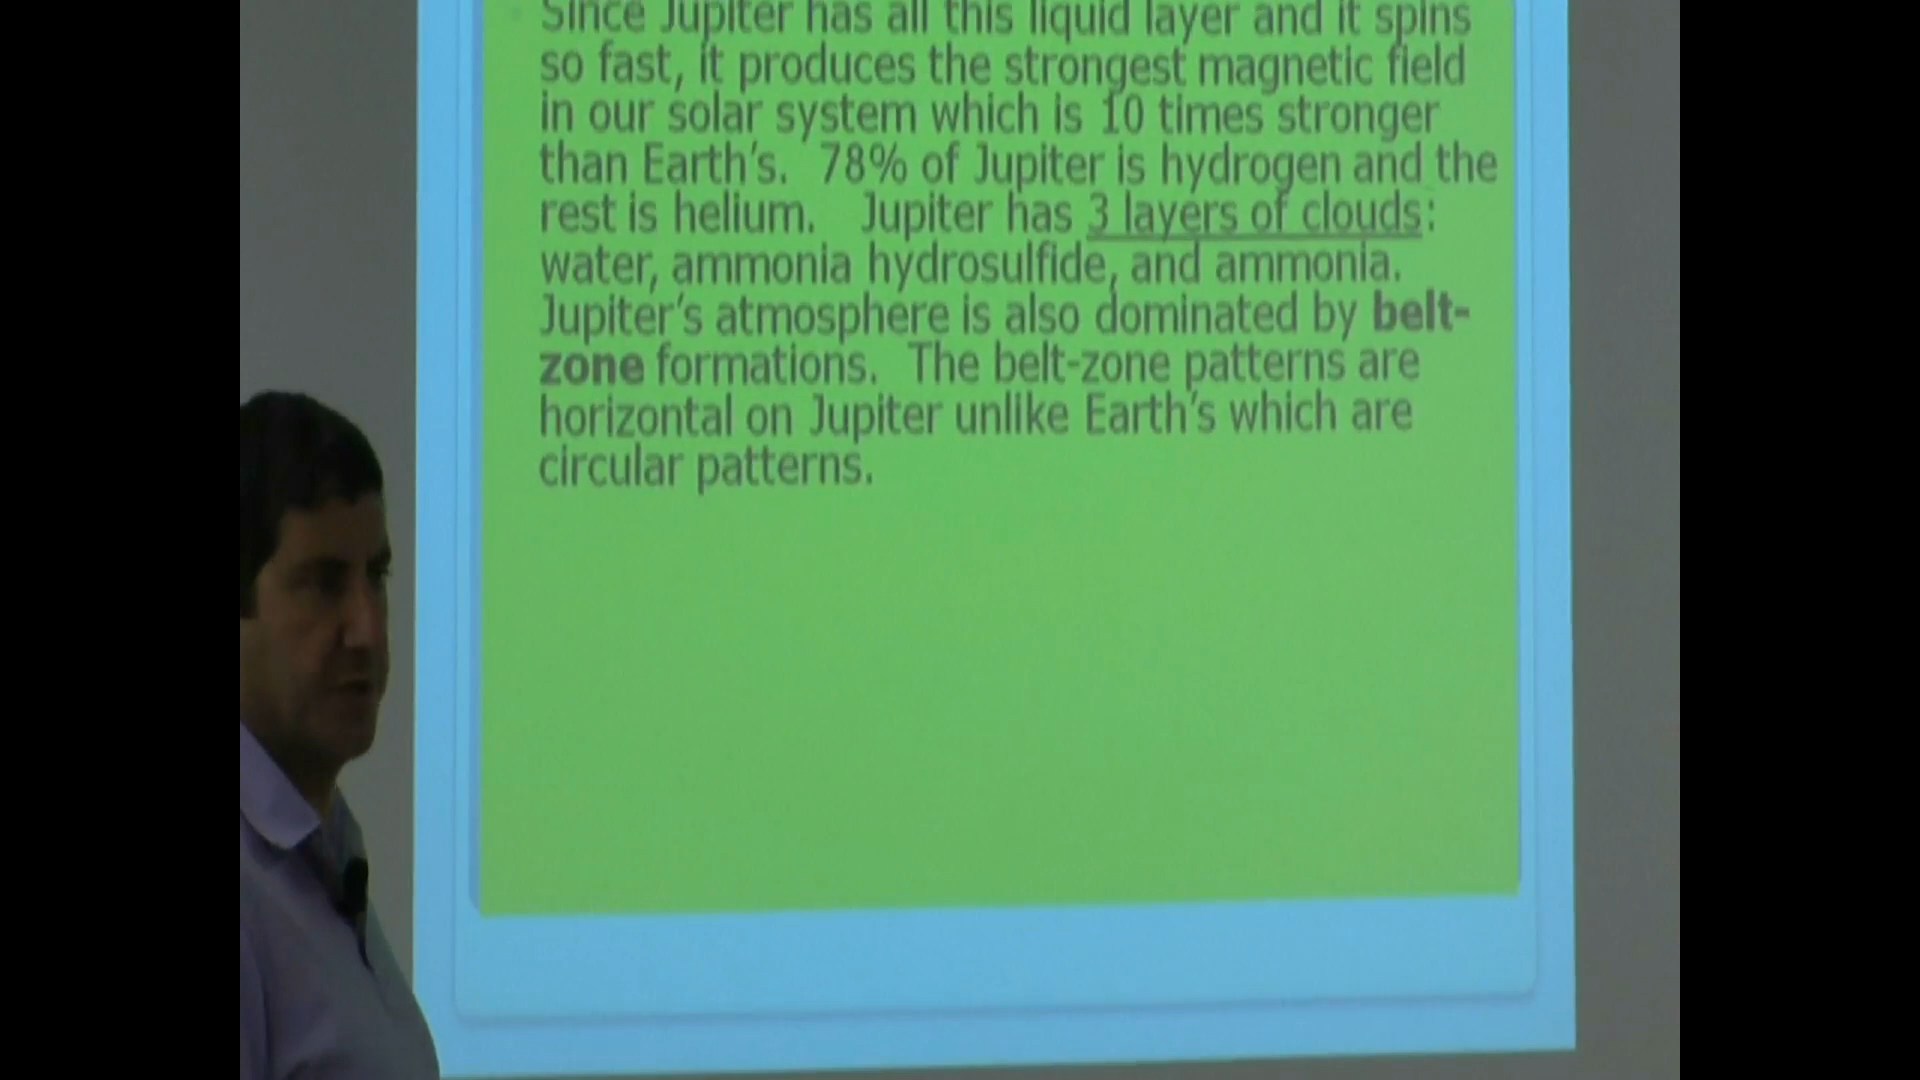 Since Jupiter has all this liquid layer and it spins
so fast, it produces the strongest magnetic field
in our solar system which is 10 times stronger
than Earth's. 78% of Jupiter is hydrogen and the
rest is helium. Jupiter has 3 layers of clouds:
water, ammonia hydrosulfide, and ammonia.
Jupiter's atmosphere is also dominated by belt-
zone formations. The belt-zone patterns are
horizontal on Jupiter unlike Earth's which are
circular patterns.